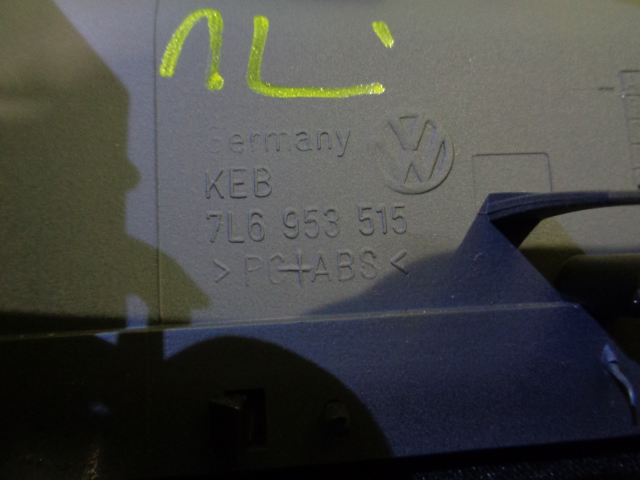 1L'
Germany
KEB
7L6 953 515
>PC+ABS<